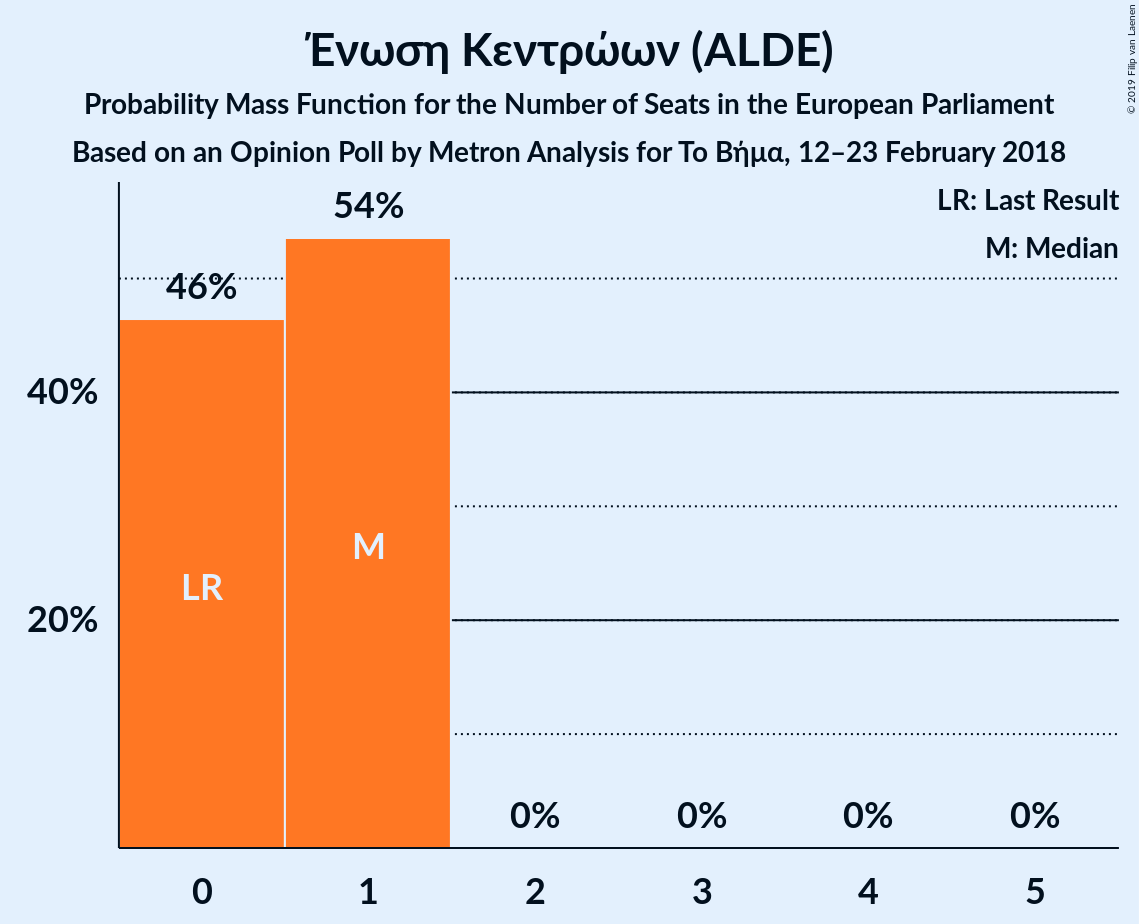 Ένωση Κεντρώων (ALDE)
Probability Mass Function for the Number of Seats in the European Parliament
Based on an Opinion Poll by Metron Analysis for Το Βήμα, 12–23 February 2018
© 2019 Filip van Laenen
LR: Last Result
M: Median
54%
46%
40%
20%
M
LR
0%
0%
0%
0%
0
1
2
3
4
5